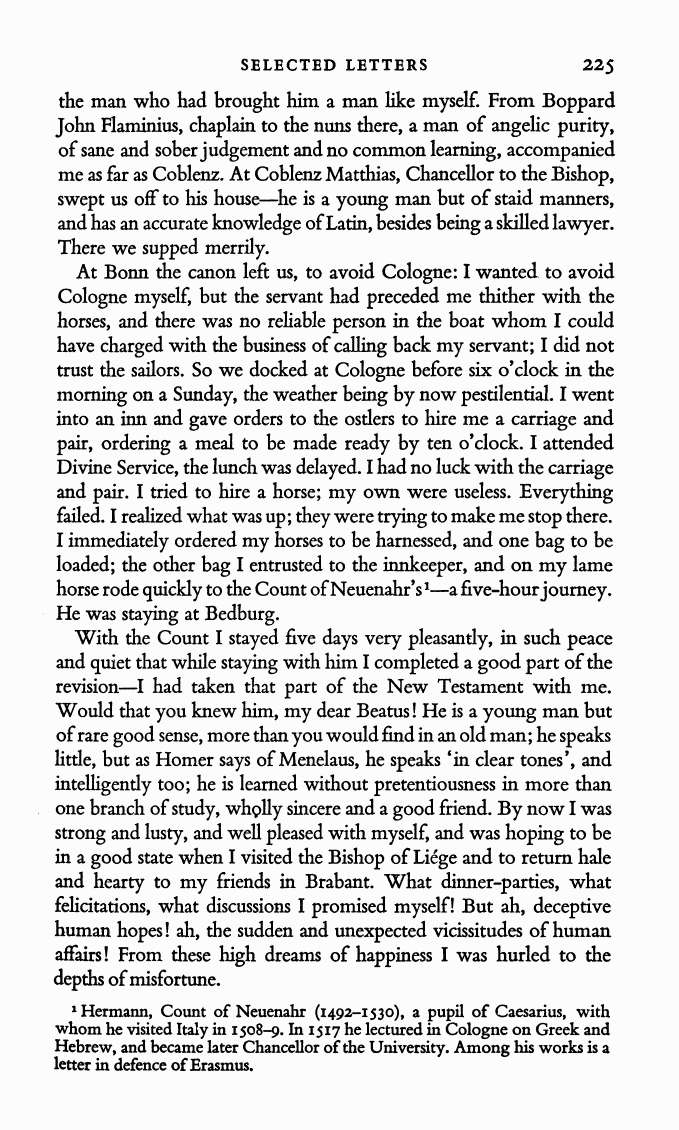 SELECTED LETTERS 225
the man who had brought him a man like myself. From Boppard
John Flaminius, chaplain to the nuns there, a man of angelic purity,
of sane and sober judgement and no common learning, accompanied
me as far as Coblenz. At Coblenz Matthias, Chancellor to the Bishop,
swept us off to his house—he is a young man but of staid manners,
and has an accurate knowledge of Latin, besides being a skilled lawyer.
There we supped merrily.
At Bonn the canon left us, to avoid Cologne: I wanted to avoid
Cologne myself, but the servant had preceded me thither with the
horses, and there was no reliable person in the boat whom I could
have charged with the business of calling back my servant; I did not
trust the sailors. So we docked at Cologne before six o'clock in the
morning on a Sunday, the weather being by now pestilential. I went
into an inn and gave orders to the ostlers to hire me a carriage and
pair, ordering a meal to be made ready by ten o'clock. I attended
Divine Service, the lunch was delayed. I had no luck with the carriage
and pair. I tried to hire a horse; my own were useless. Everything
failed. I realized what was up; they were trying to make me stop there.
I immediately ordered my horses to be harnessed, and one bag to be
loaded; the other bag I entrusted to the innkeeper, and on my lame
horse rode quickly to the Count of Neuenahr's¹—a five-hour journey.
He was staying at Bedburg.
With the Count I stayed five days very pleasantly, in such peace
and quiet that while staying with him I completed a good part of the
revision—I had taken that part of the New Testament with me.
Would that you knew him, my dear Beatus! He is a young man but
of rare good sense, more than you would find in an old man; he speaks
little, but as Homer says of Menelaus, he speaks 'in clear tones', and
intelligently too; he is learned without pretentiousness in more than
one branch of study, wholly sincere and a good friend. By now I was
strong and lusty, and well pleased with myself, and was hoping to be
in a good state when I visited the Bishop of Liége and to return hale
and hearty to my friends in Brabant. What dinner-parties, what
felicitations, what discussions I promised myself! But ah, deceptive
human hopes! ah, the sudden and unexpected vicissitudes of human
affairs! From these high dreams of happiness I was hurled to the
depths of misfortune.
¹ Hermann, Count of Neuenahr (1492–1530), a pupil of Caesarius, with
whom he visited Italy in 1508–9. In 1517 he lectured in Cologne on Greek and
Hebrew, and became later Chancellor of the University. Among his works is a
letter in defence of Erasmus.